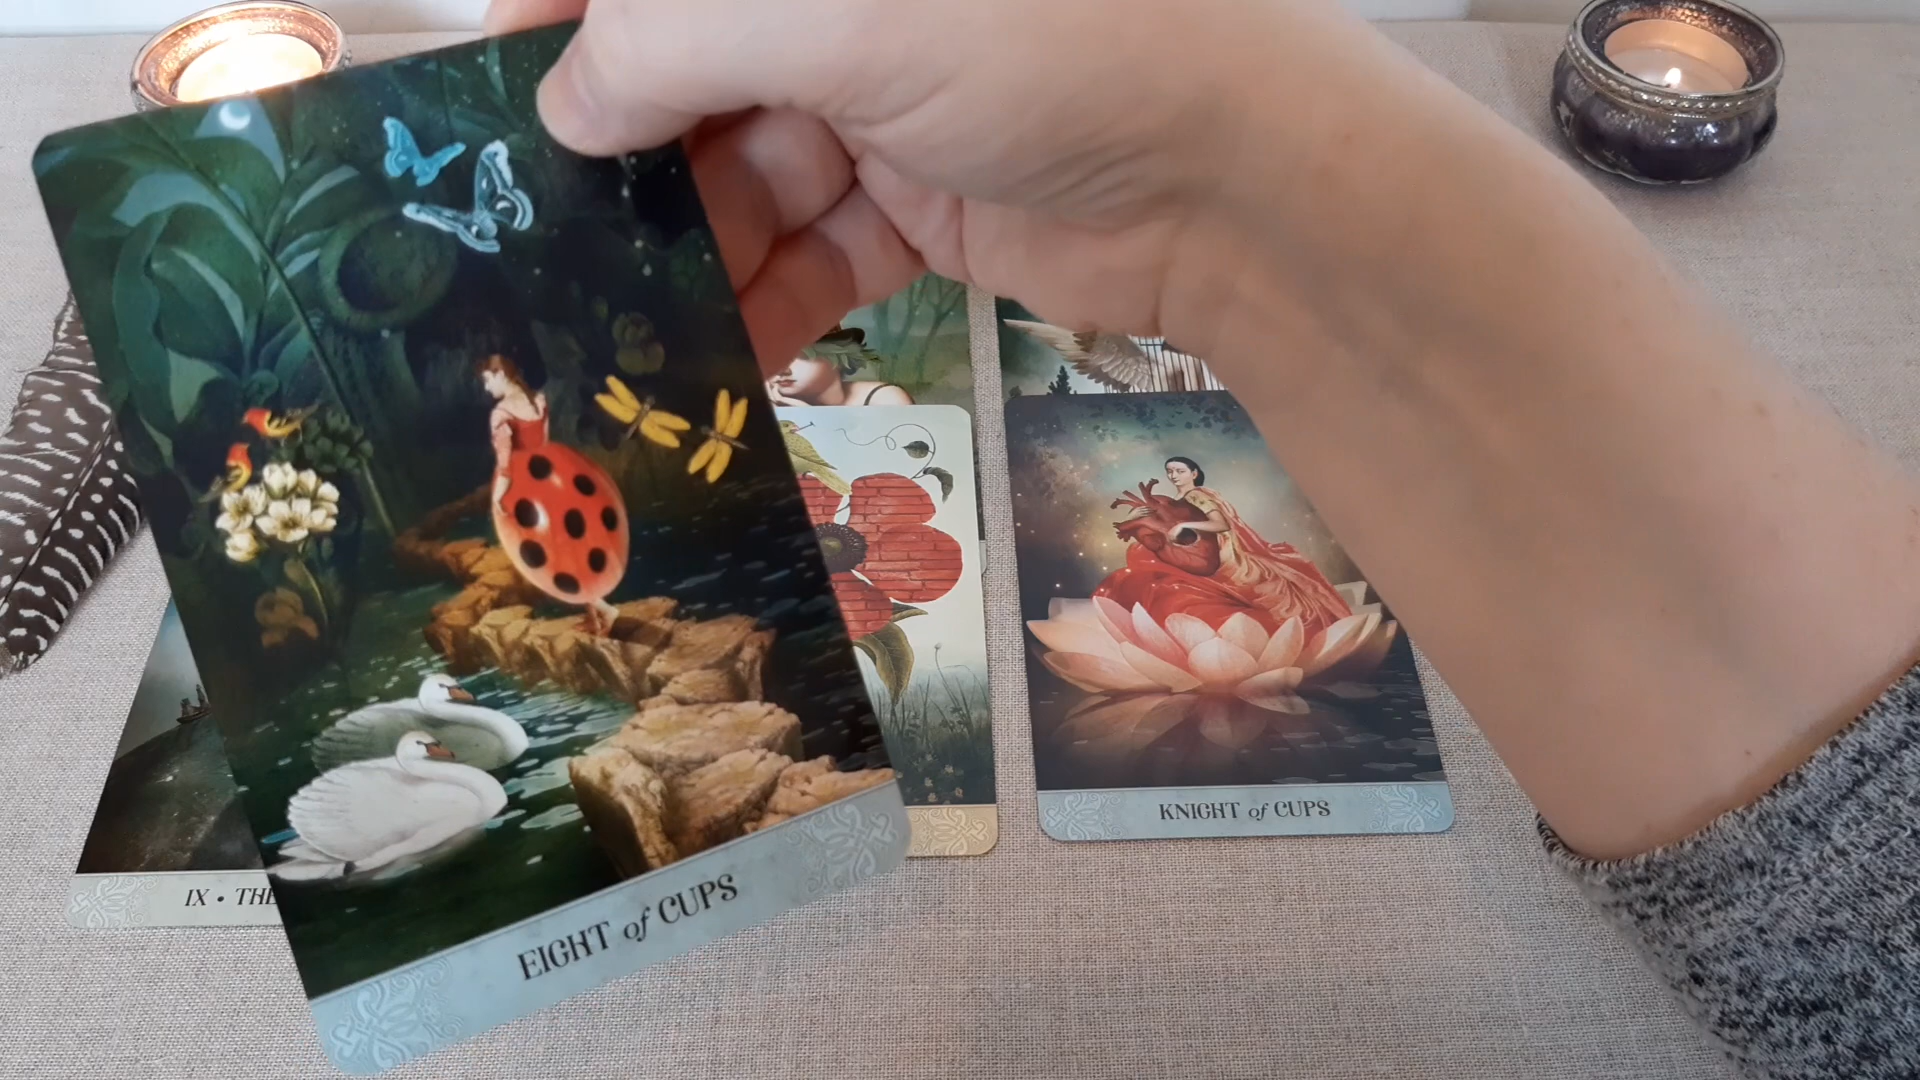 IX • THE
EIGHT of CUPS
KNIGHT of CUPS